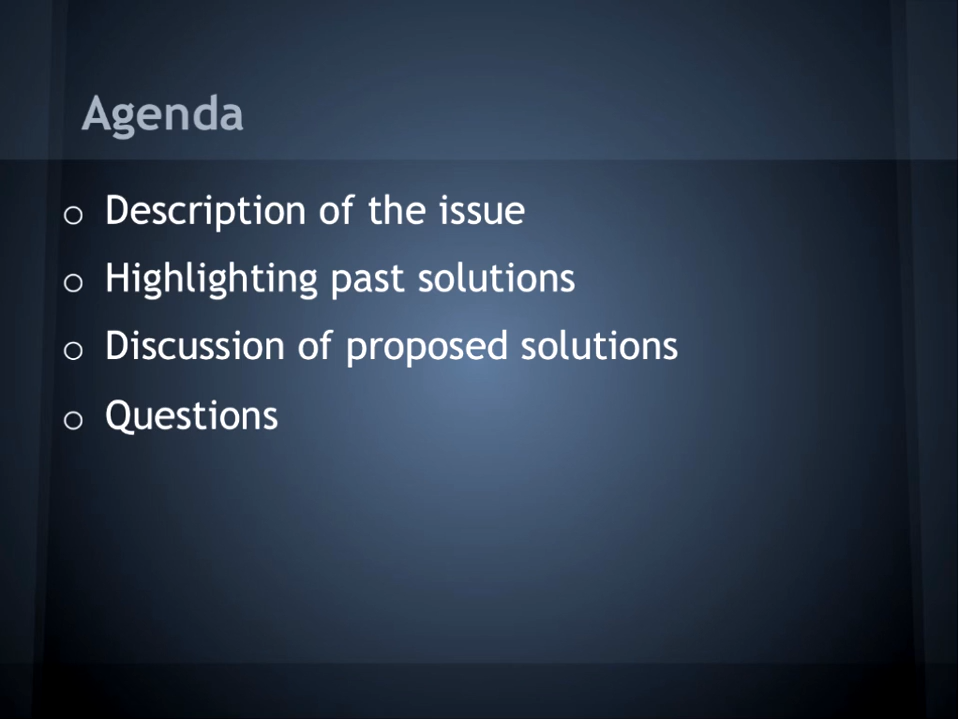 Agenda
o Description of the issue
o Highlighting past solutions
o Discussion of proposed solutions
o Questions